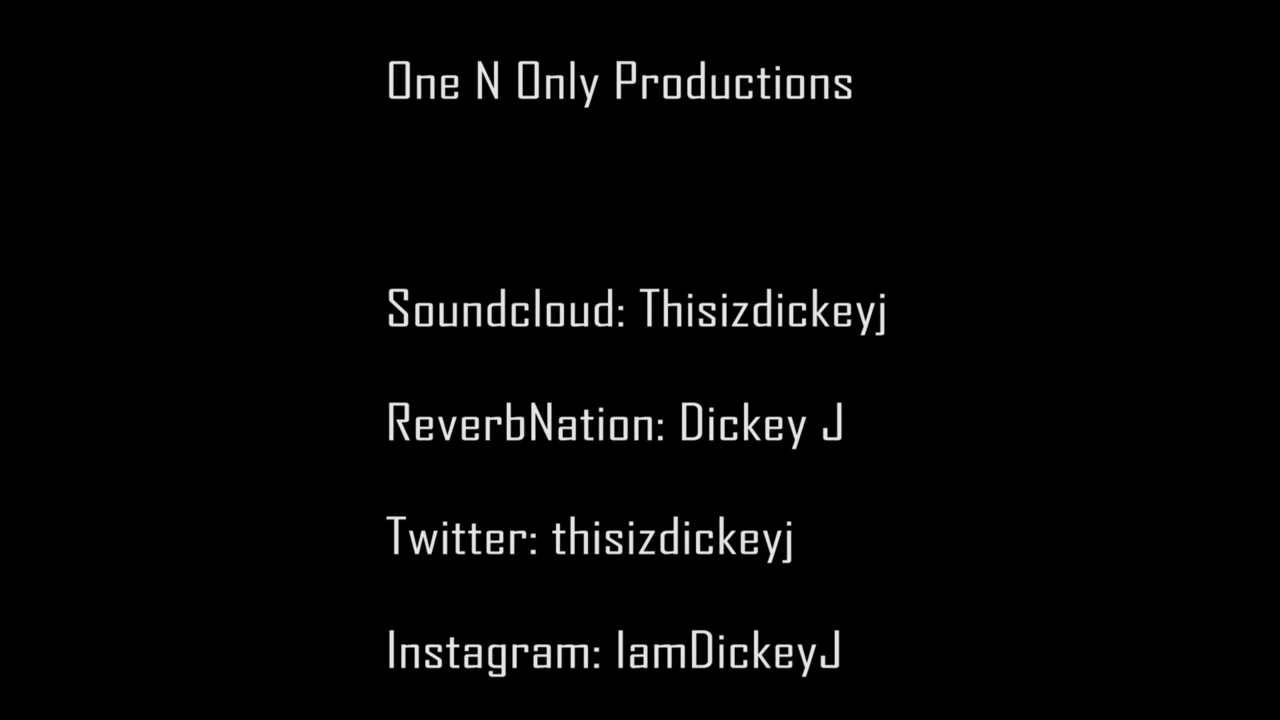 One N Only Productions
Soundcloud: Thisizdickeyj
ReverbNation: Dickey J
Twitter: thisizdickeyj
Instagram: IamDickeyJ